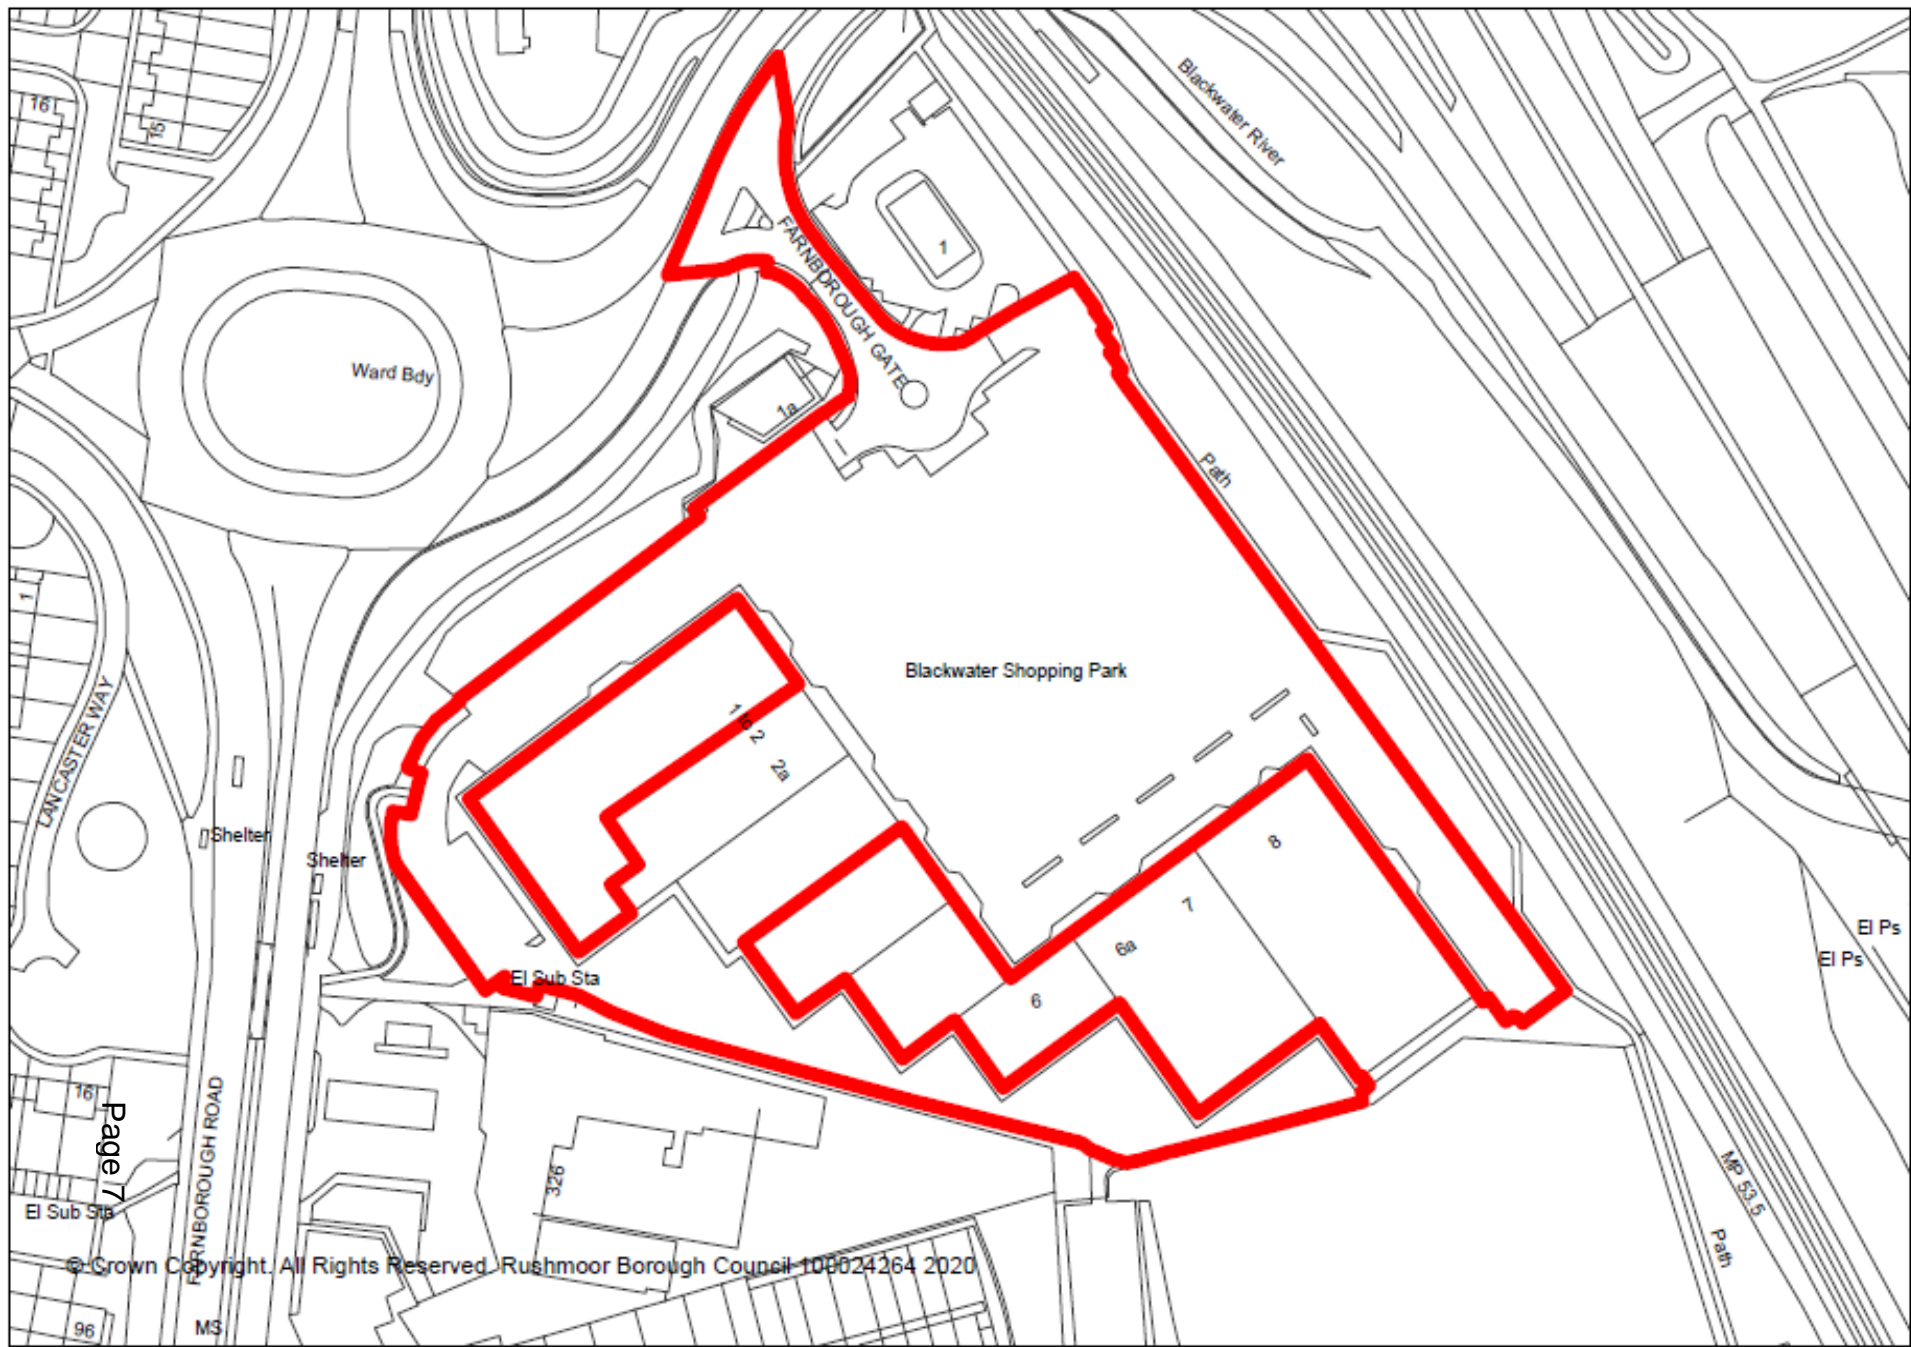 16
15
Blackwater River
FARNBOROUGH GATE
1
Ward Bdy
1a
Path
1
LANCASTER WAY
Blackwater Shopping Park
1 to 2
2a
Shelter
Shelter
8
7
6a
6
El Sub Sta
El Ps
El Ps
16
Page 7
FARNBOROUGH ROAD
326
El Sub Sta
MP 53.5
Path
© Crown Copyright. All Rights Reserved. Rushmoor Borough Council 100024264 2020
96
MS